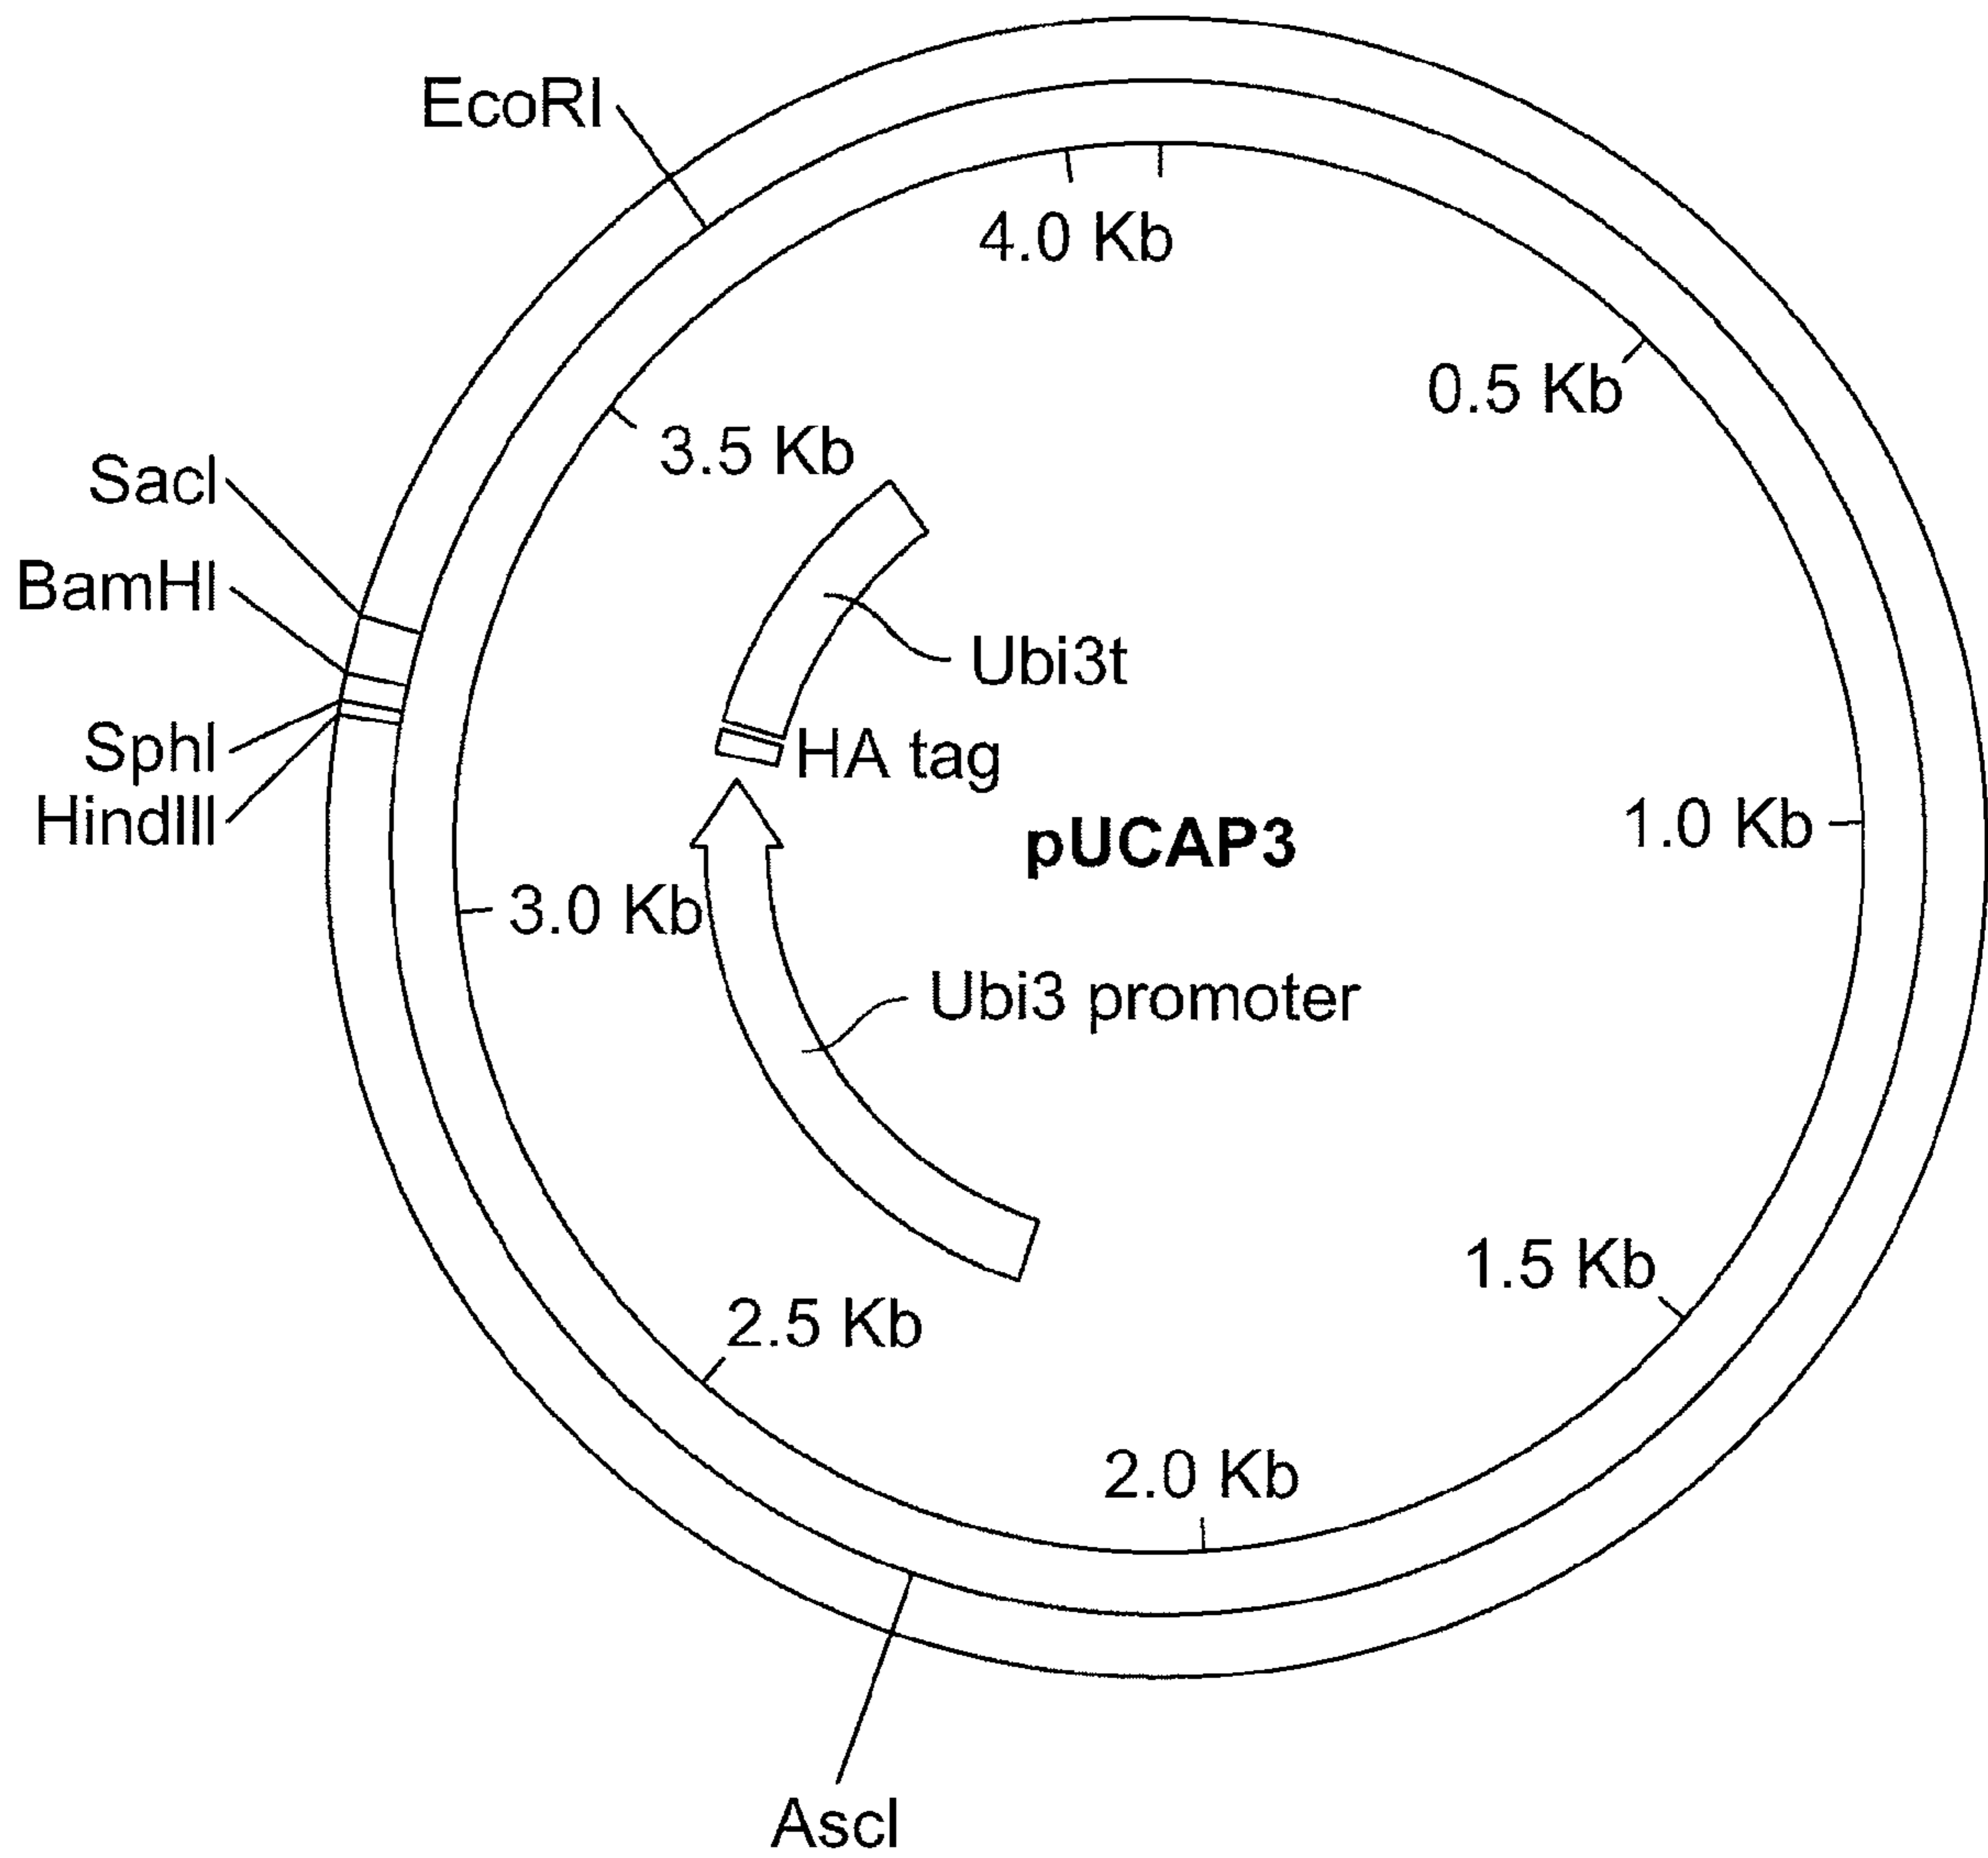 EcoRI
4.0 Kb
0.5 Kb
3.5 Kb
SacI
BamHI
Ubi3t
SphI
HA tag
HindIII
pUCAP3
1.0 Kb
3.0 Kb
Ubi3 promoter
1.5 Kb
2.5 Kb
2.0 Kb
AscI